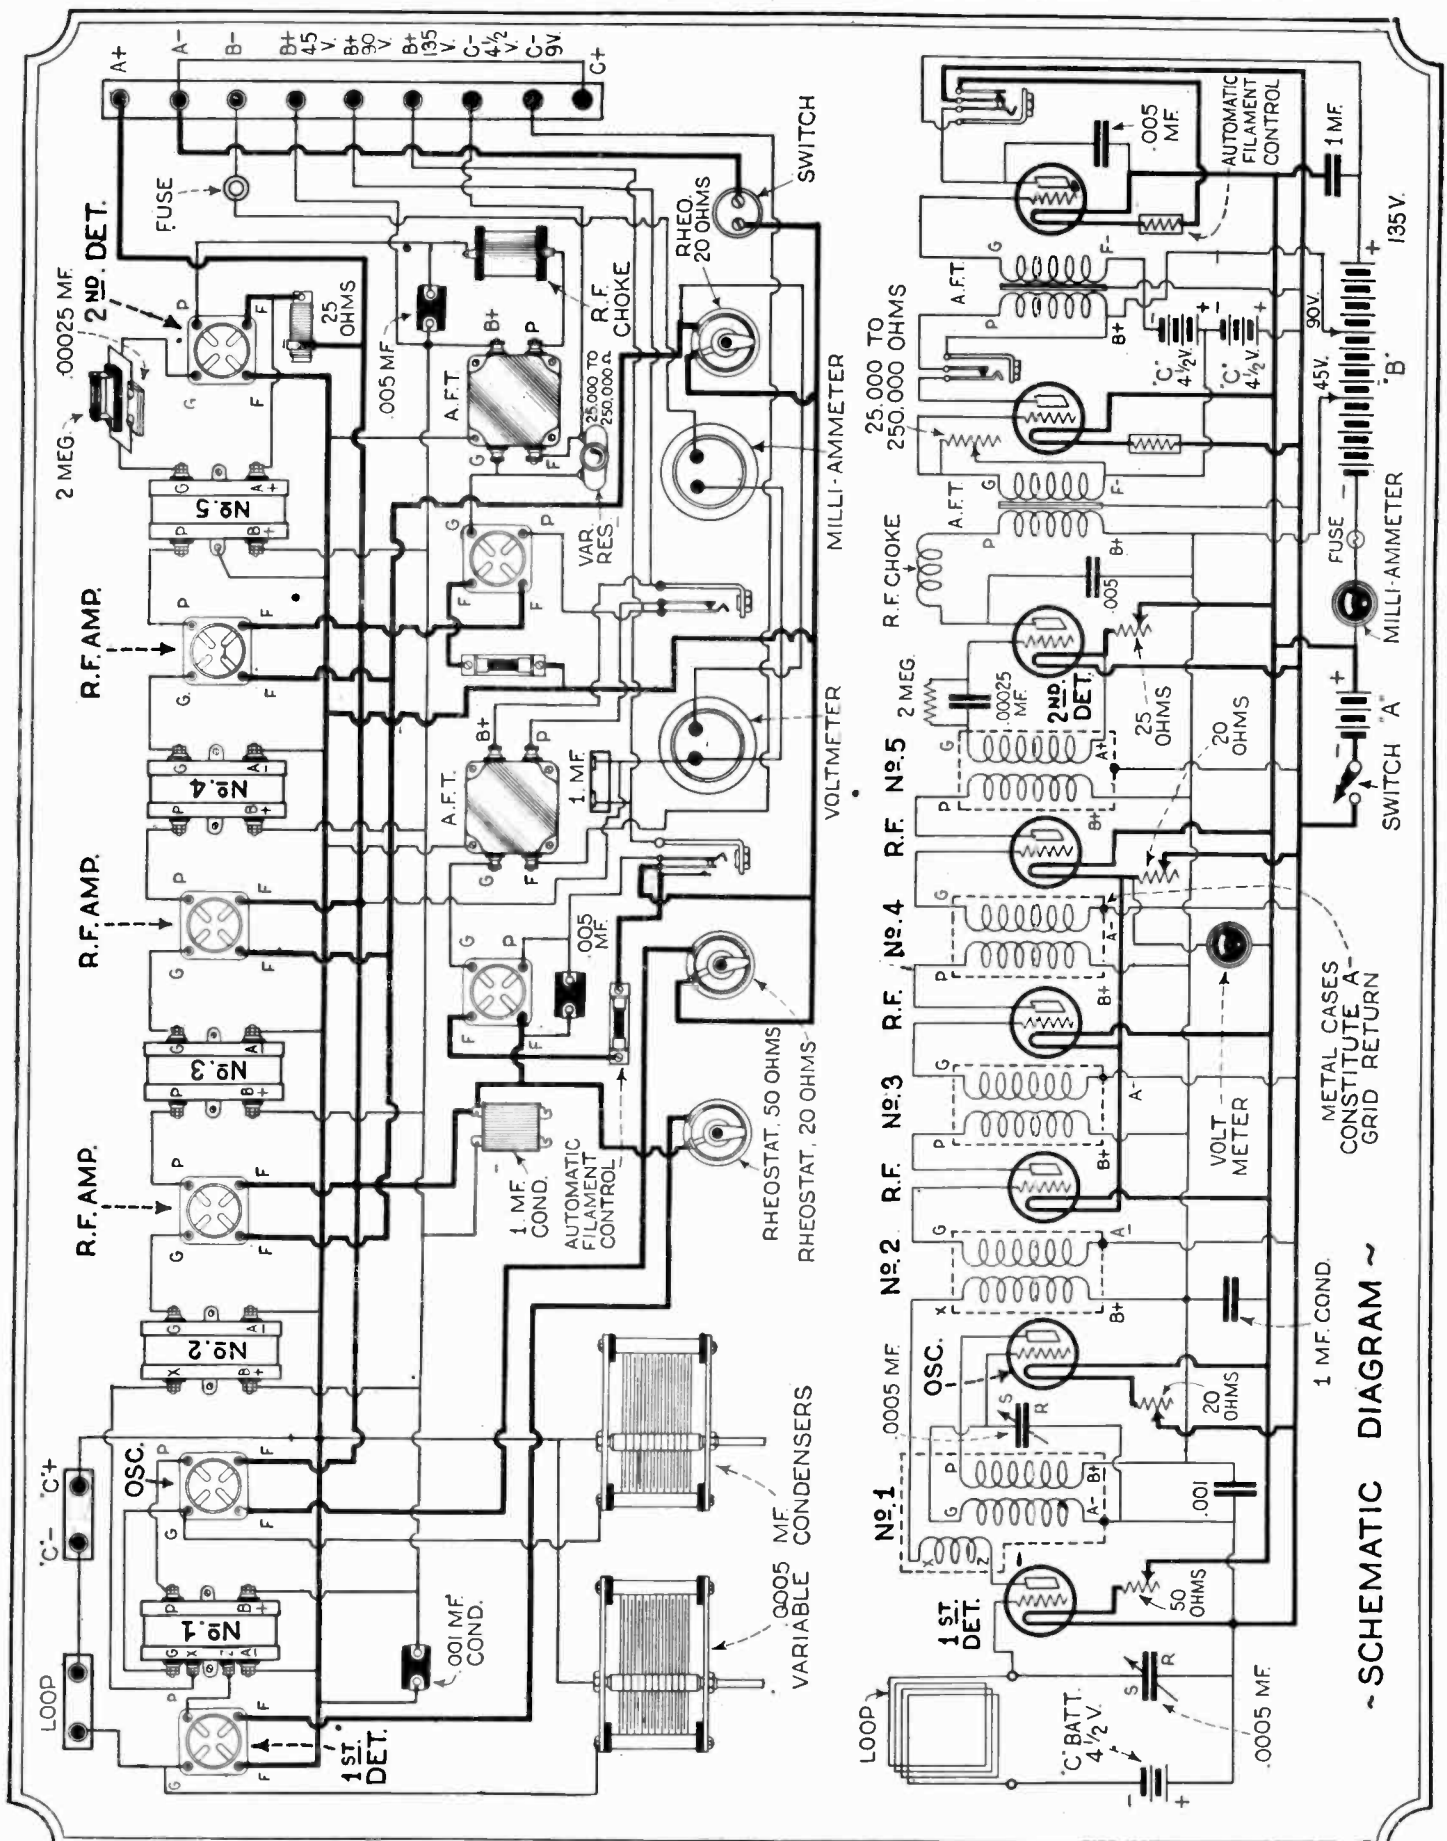 LOOP
"C"-
"C"+
G
P
F
F
1ST.
DET.
G
X
Z
A-
P
B+
No.1
OSC.
P
F
G
F
.001 MF.
COND.
.0005 MF.
VARIABLE CONDENSERS
X
B+
G
A-
No.2
R.F. AMP.
G
P
F
F
P
B+
G
A-
No.3
R.F. AMP.
G
P
F
F
P
B+
G
A-
No.4
R.F. AMP.
G.
P
F
F
P
B+
G
A+
No.5
2 MEG.
.00025 MF.
2ND. DET.
G
P
F
F
25
OHMS
FUSE
A+
A-
B-
B+
45
V.
B+
90
V.
B+
135
V.
C-
4½
V.
C-
9V.
C+
1. MF.
COND.
AUTOMATIC
FILAMENT
CONTROL
G
P
F
F
.005
MF.
A.F.T.
G
F
B+
P
1. MF.
G
P
F
F
VAR.
RES.
25.000 TO
250.000 Ω
A.F.T.
G
F
B+
P
.005 MF
R.F.
CHOKE
RHEOSTAT, 50 OHMS
RHEOSTAT, 20 OHMS
VOLTMETER
MILLI-AMMETER
RHEO.
20 OHMS
SWITCH
LOOP
"C" BATT.
4½ V.
-
+
S
R
.0005 MF.
1ST.
DET.
50
OHMS
No.1
X
Z
G
A-
P
B+
.001
.0005 MF.
S
R
OSC.
20
OHMS
1 MF. COND.
No.2
X
B+
G
A-
R.F.
No.3
P
B+
G
A-
R.F.
No.4
P
B+
G
A-
VOLT
METER
METAL CASES
CONSTITUTE A-
GRID RETURN
R.F.
20
OHMS
No.5
P
B+
G
A+
2 MEG.
.00025
MF.
2ND.
DET.
25
OHMS
R.F. CHOKE
.005
A.F.T.
P
B+
G
F-
25.000 TO
250.000 OHMS
A.F.T.
P
B+
G
F-
"C"
4½V.
-
+
"C"
4½V.
-
+
.005
MF.
AUTOMATIC
FILAMENT
CONTROL
1 MF.
SWITCH
"A"
-
+
MILLI-AMMETER
FUSE
-
45V.
"B"
90V.
+
135V.
~ SCHEMATIC DIAGRAM ~